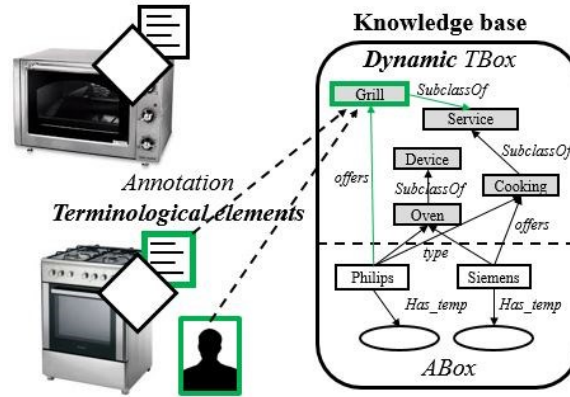 Knowledge base
Dynamic TBox
Grill
SubclassOf
Service
Device
SubclassOf
offers
SubclassOf
Cooking
Annotation
Terminological elements
Oven
offers
type
Philips
Siemens
Has_temp
Has_temp
ABox